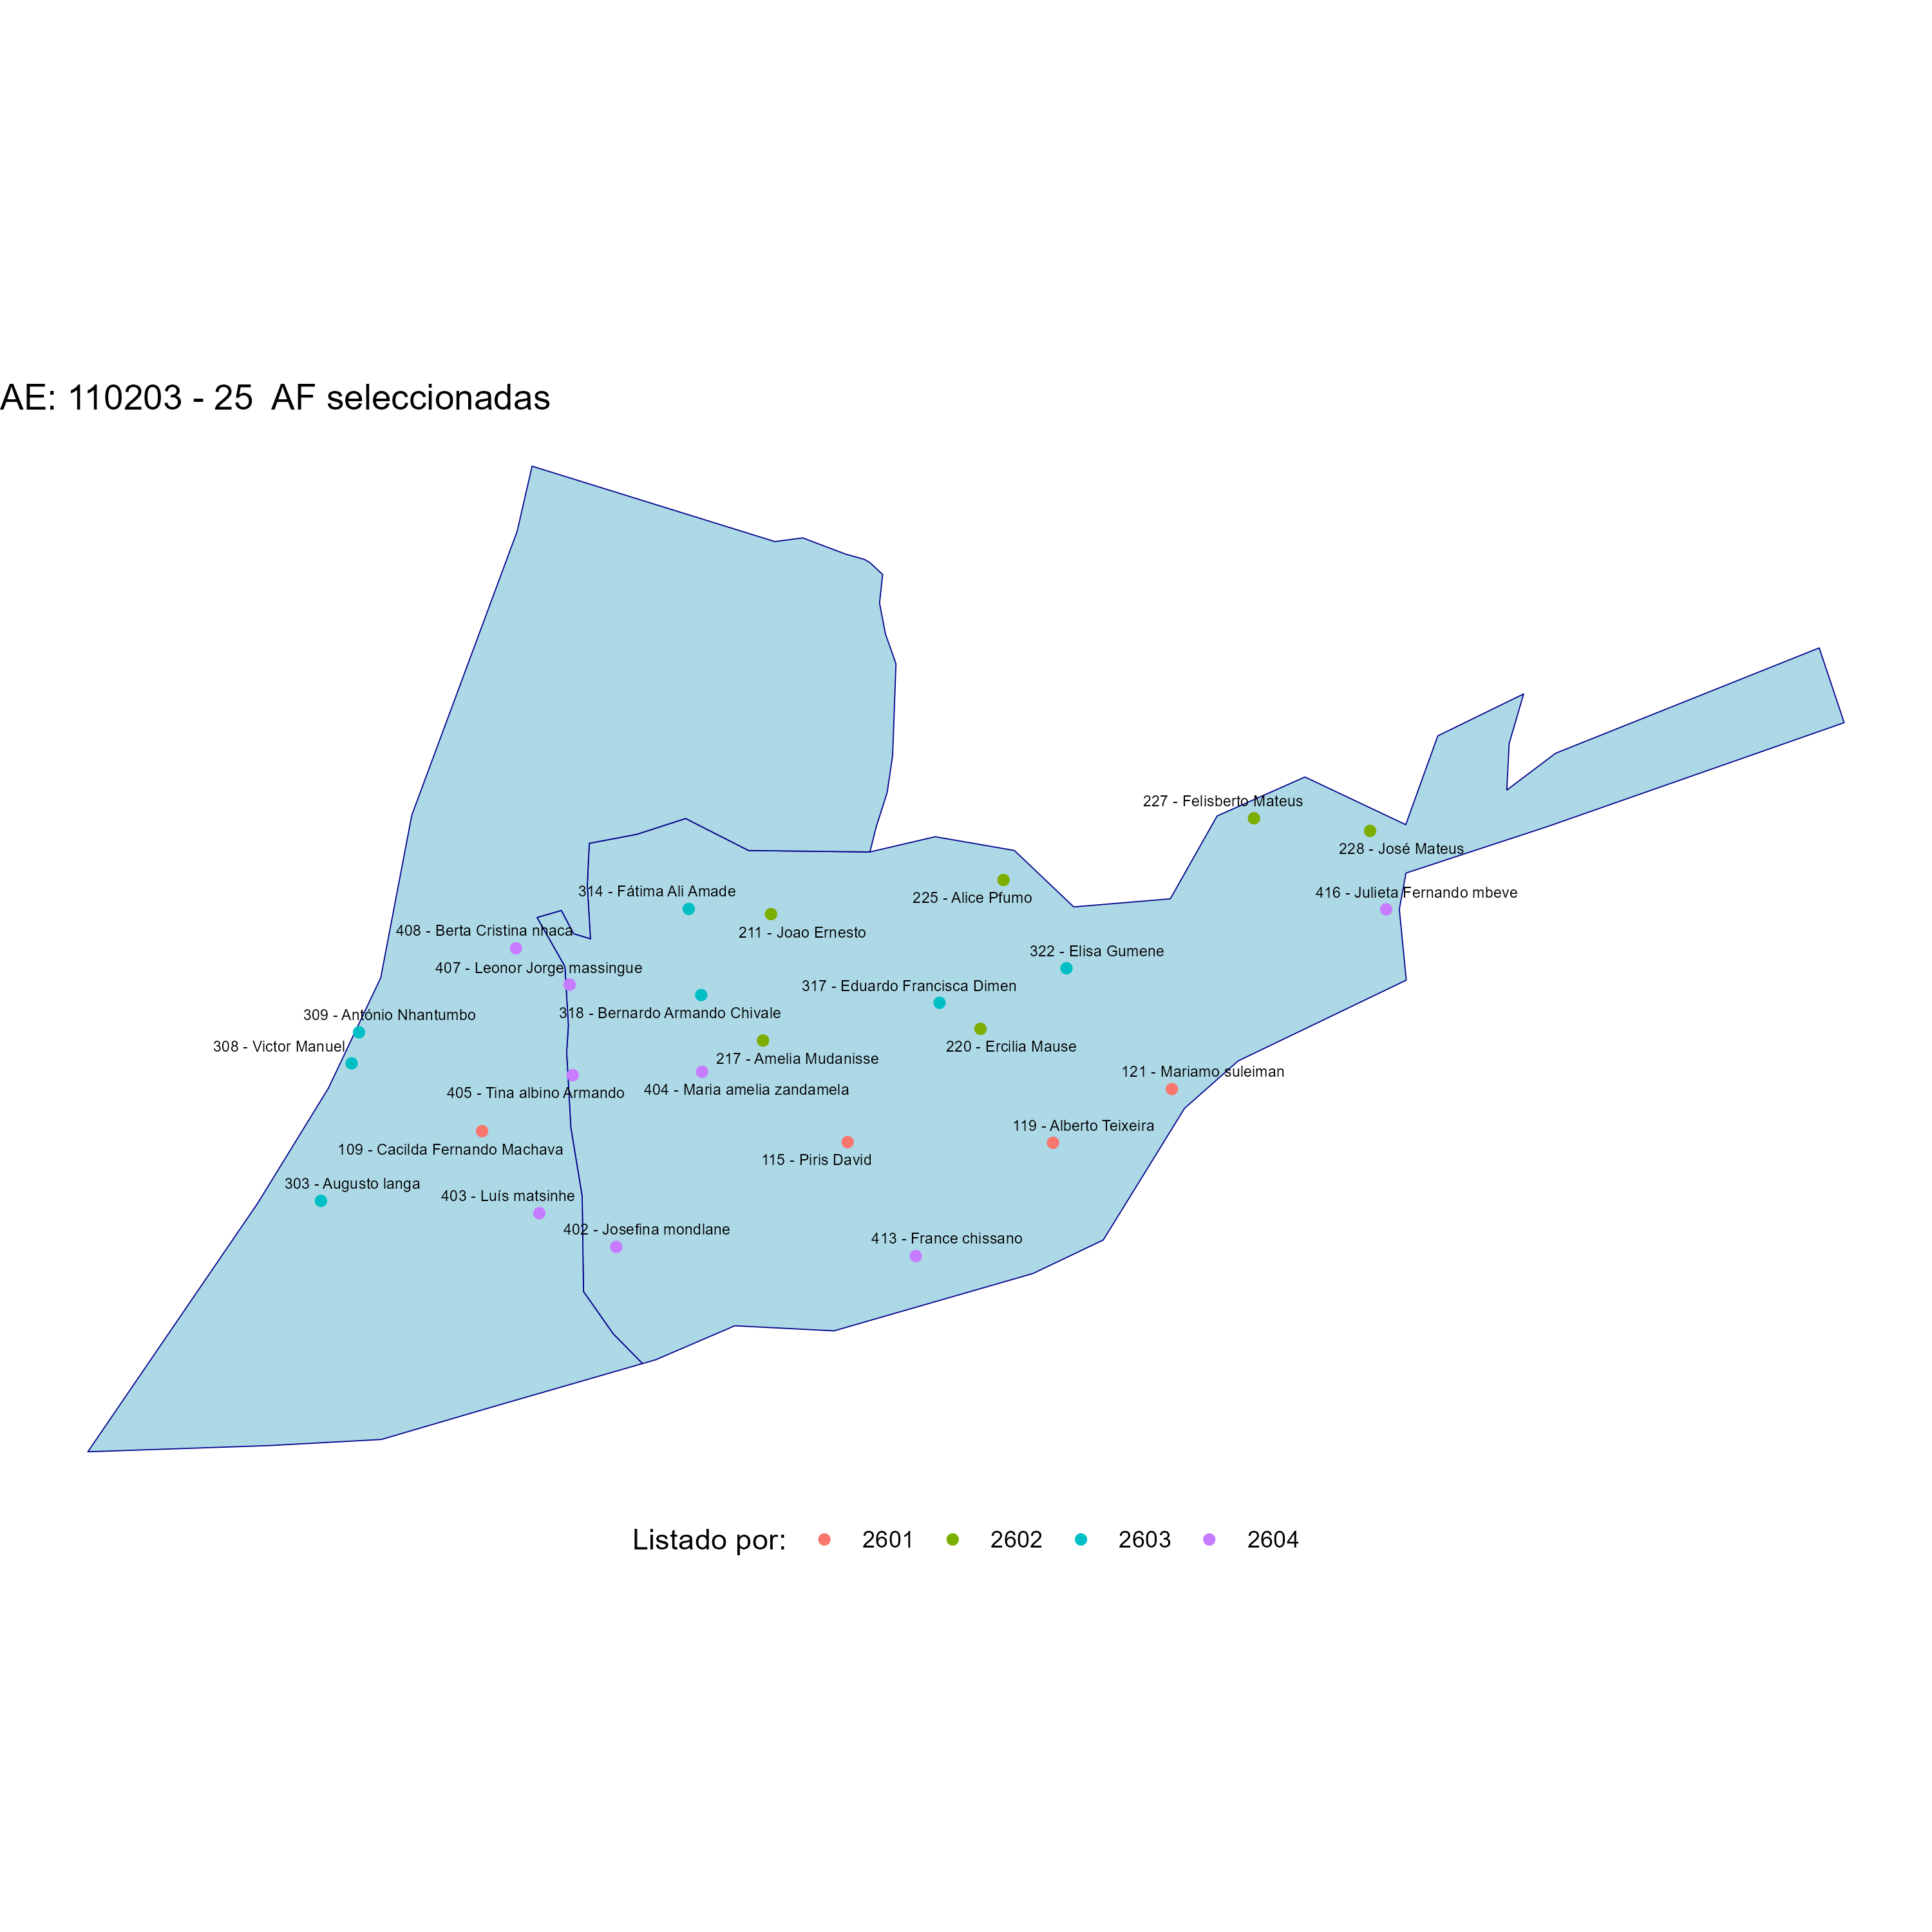 AE: 110203 - 25  AF seleccionadas
227 - Felisberto Mateus
228 - José Mateus
314 - Fátima Ali Amade
225 - Alice Pfumo
416 - Julieta Fernando mbeve
408 - Berta Cristina nhaca
211 - Joao Ernesto
322 - Elisa Gumene
407 - Leonor Jorge massingue
317 - Eduardo Francisca Dimen
309 - António Nhantumbo
318 - Bernardo Armando Chivale
308 - Victor Manuel
220 - Ercilia Mause
217 - Amelia Mudanisse
121 - Mariamo suleiman
405 - Tina albino Armando
404 - Maria amelia zandamela
119 - Alberto Teixeira
109 - Cacilda Fernando Machava
115 - Piris David
303 - Augusto langa
403 - Luís matsinhe
402 - Josefina mondlane
413 - France chissano
Listado por: 2601 2602 2603 2604